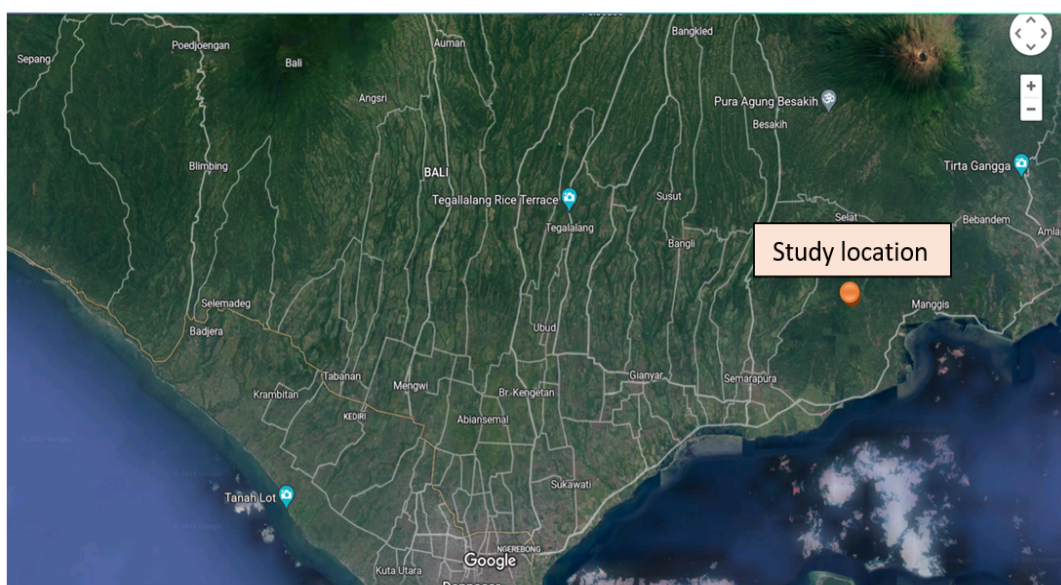 Bangkled
Poedjoengan
Auman
Sepang
Bali
Angsri
Pura Agung Besakih
Besakih
Blimbing
BALI
Tirta Gangga
Tegallalang Rice Terrace
Susut
Tegalalang
Selat
Bebandem
Bangli
Study location
Selemadeg
Manggis
Badjera
Ubud
Tabanan
Mengwi
Gianyar
Semarapura
Krambitan
Br-Kengetan
KEDIRI
Abiansemal
Sukawati
Tanah Lot
NGEREBONG
Google
Kuta Utara